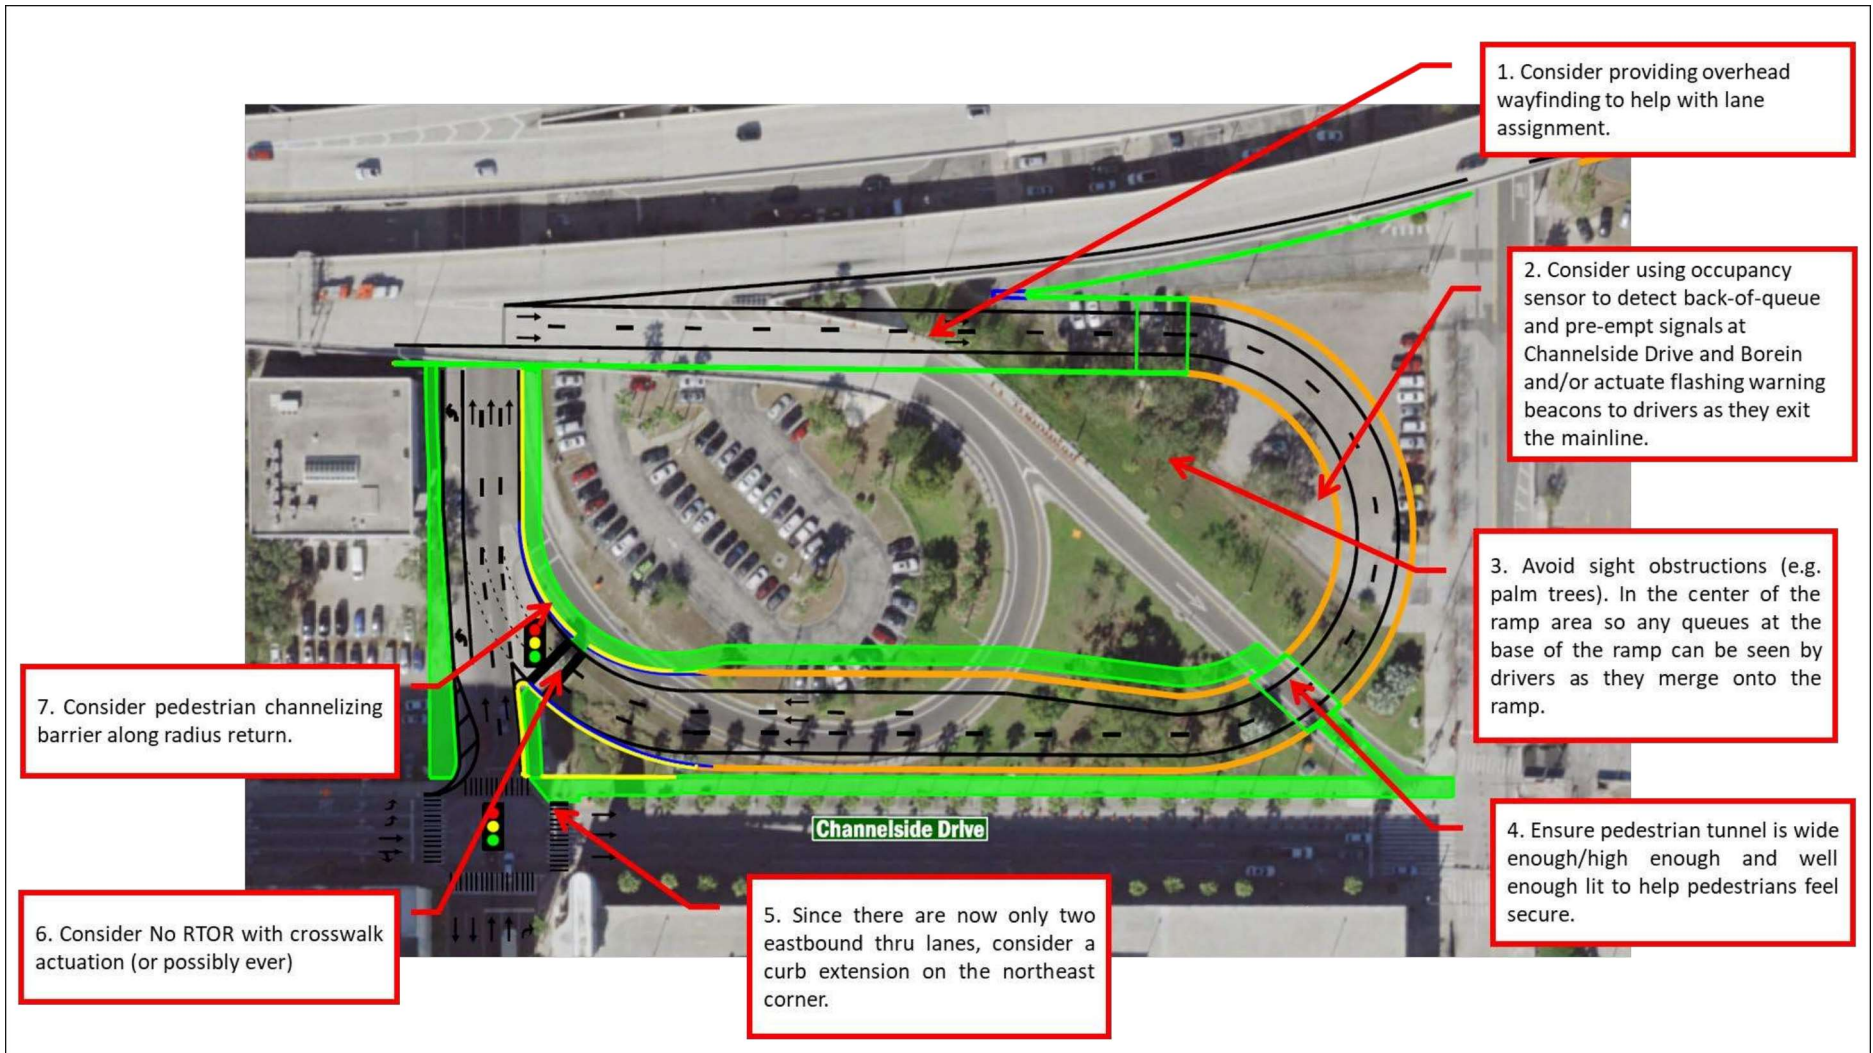 1. Consider providing overhead
wayfinding to help with lane
assignment.
2. Consider using occupancy
sensor to detect back-of-queue
and pre-empt signals at
Channelside Drive and Borein
and/or actuate flashing warning
beacons to drivers as they exit
the mainline.
3. Avoid sight obstructions (e.g.
palm trees). In the center of the
ramp area so any queues at the
base of the ramp can be seen by
drivers as they merge onto the
ramp.
7. Consider pedestrian channelizing
barrier along radius return.
Channelside Drive
4. Ensure pedestrian tunnel is wide
enough/high enough and well
enough lit to help pedestrians feel
secure.
6. Consider No RTOR with crosswalk
actuation (or possibly ever)
5. Since there are now only two
eastbound thru lanes, consider a
curb extension on the northeast
corner.